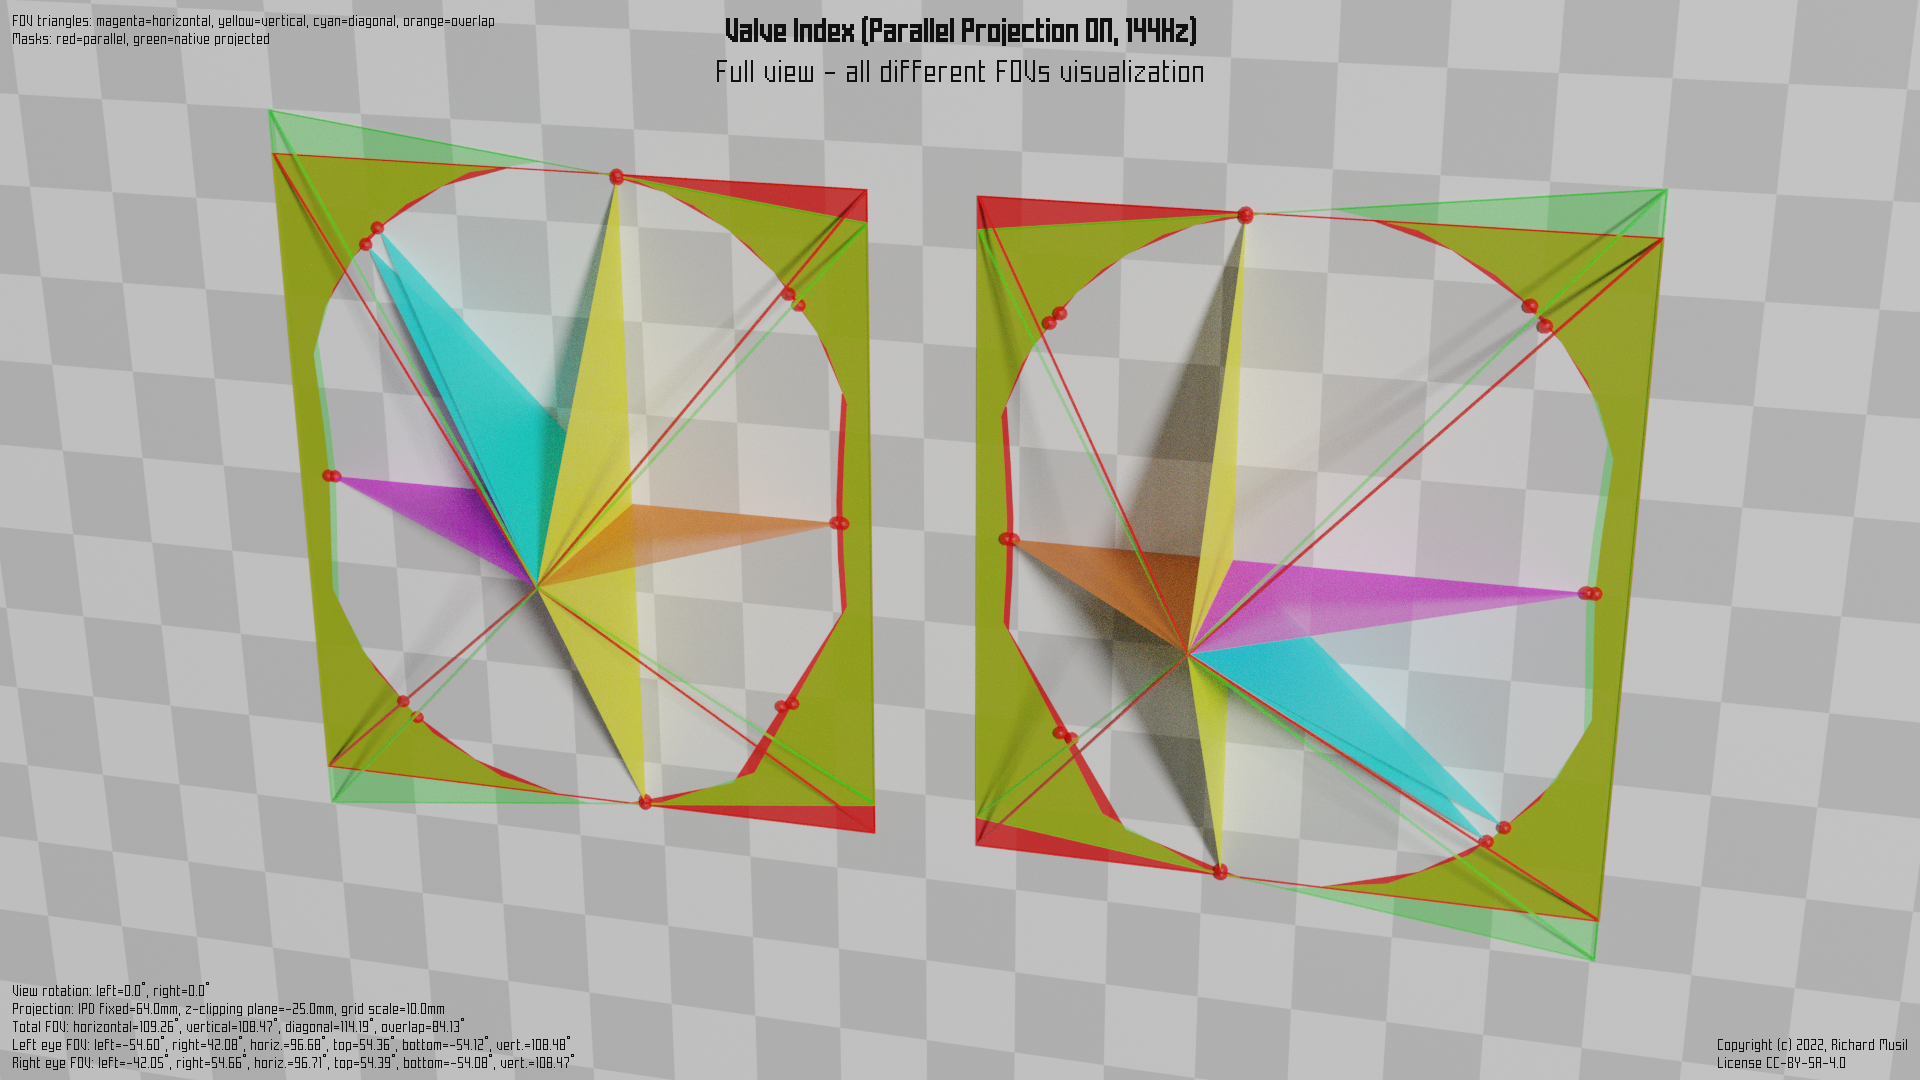 FOV triangles: magenta=horizontal, yellow=vertical, cyan=diagonal, orange=overlap
Masks: red=parallel, green=native projected
Valve Index (Parallel Projection ON, 144Hz)
Full view - all different FOVs visualization
View rotation: left=0.0°, right=0.0°
Projection: IPD fixed=64.0mm, z-clipping plane=-25.0mm, grid scale=10.0mm
Total FOV: horizontal=109.26°, vertical=108.47°, diagonal=114.19°, overlap=84.13°
Left eye FOV: left=-54.60°, right=42.08°, horiz.=96.68° top=54.36°, bottom=-54.12°, vert.=108.48°
Right eye FOV: left=-42.05°, right=54.66°, horiz.=96.71°, top=54.39°, bottom=-54.08°, vert.=108.47°
Copyright (c) 2022, Richard Musil
License CC-BY-SA-4.0